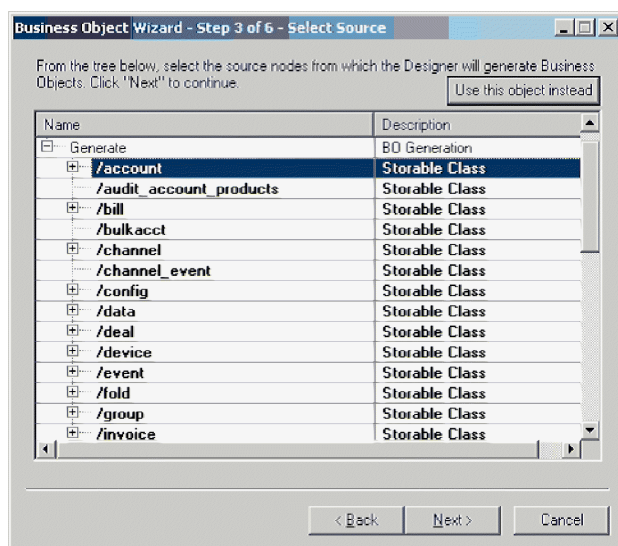 Business Object Wizard - Step 3 of 6 - Select Source
From the tree below, select the source nodes from which the Designer will generate Business
Objects. Click "Next" to continue.
Use this object instead
Name Description
Generate BO Generation
/account Storable Class
/audit_account_products Storable Class
/bill Storable Class
/bulkacct Storable Class
/channel Storable Class
/channel_event Storable Class
/config Storable Class
/data Storable Class
/deal Storable Class
/device Storable Class
/event Storable Class
/fold Storable Class
/group Storable Class
/invoice Storable Class
< Back Next > Cancel